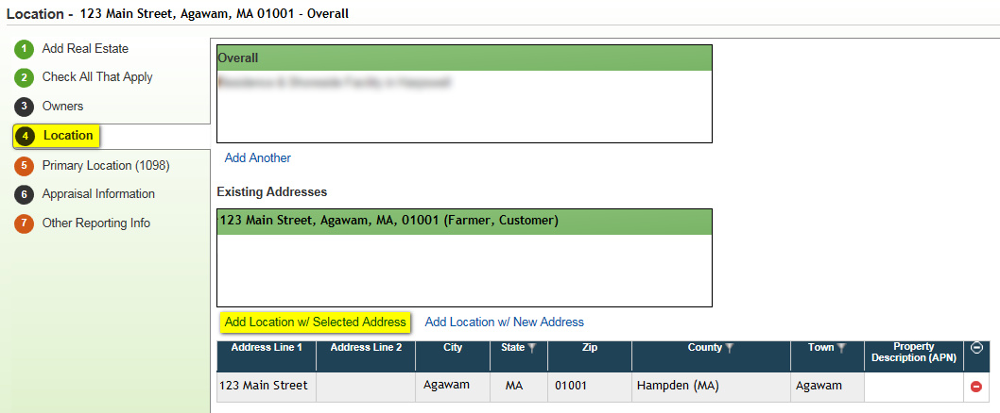 Location - 123 Main Street, Agawam, MA 01001 - Overall
1 Add Real Estate
2 Check All That Apply
3 Owners
4 Location
5 Primary Location (1098)
6 Appraisal Information
7 Other Reporting Info
Overall
Add Another
Existing Addresses
123 Main Street, Agawam, MA, 01001 (Farmer, Customer)
Add Location w/ Selected Address Add Location w/ New Address
Address Line 1 Address Line 2 City State Zip County Town Property
Description (APN)
123 Main Street Agawam MA 01001 Hampden (MA) Agawam